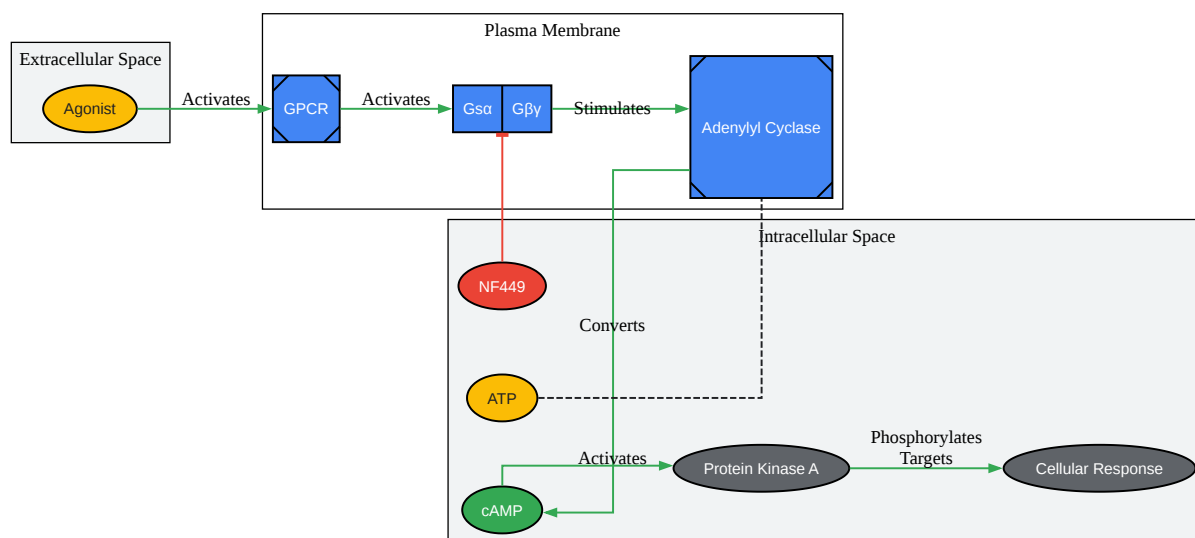 Plasma Membrane
Extracellular Space
Agonist
Activates
GPCR
Activates
Gsα
Gβγ
Stimulates
Adenylyl Cyclase
Intracellular Space
NF449
Converts
ATP
cAMP
Activates
Protein Kinase A
Phosphorylates
Targets
Cellular Response